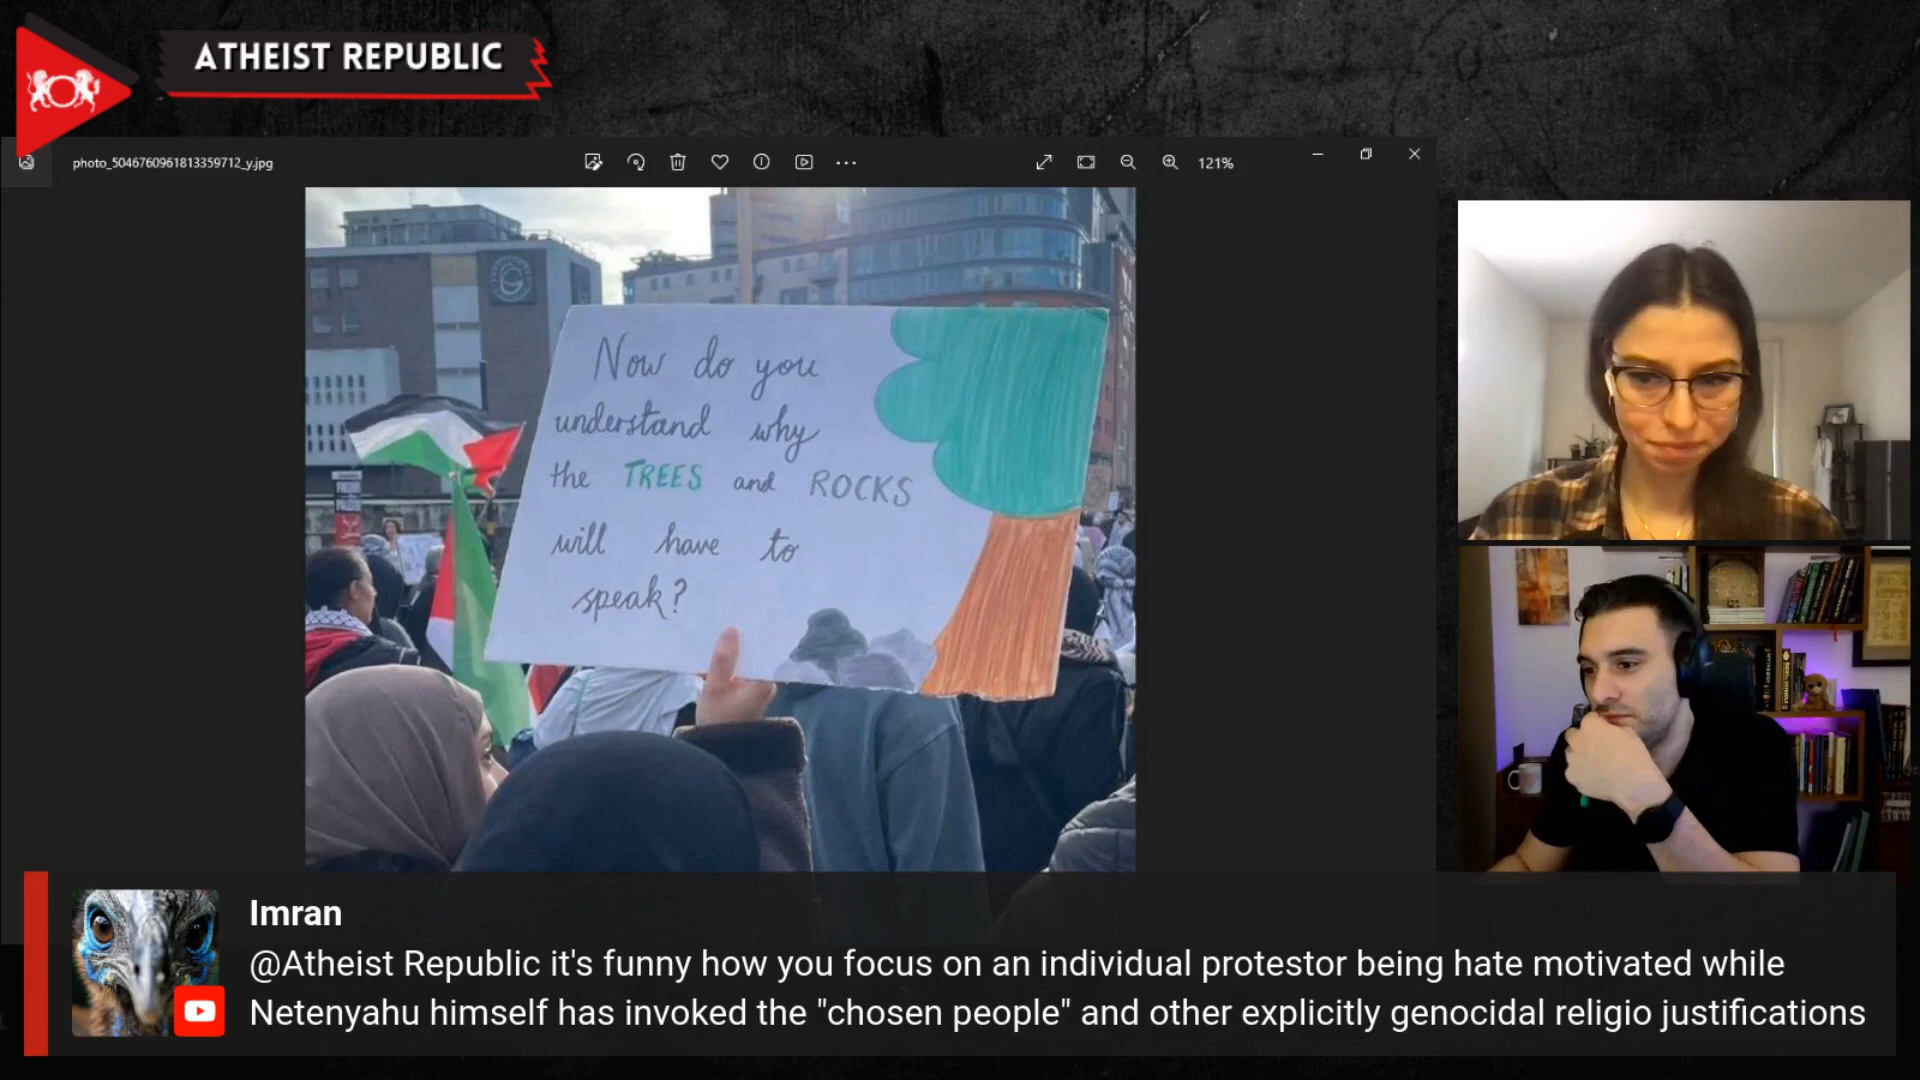 ATHEIST REPUBLIC
photo_5046760961813359712_y.jpg
121%
Now do you
understand why
the TREES and ROCKS
will have to
speak?
Imran
@Atheist Republic it's funny how you focus on an individual protestor being hate motivated while
Netenyahu himself has invoked the "chosen people" and other explicitly genocidal religio justifications